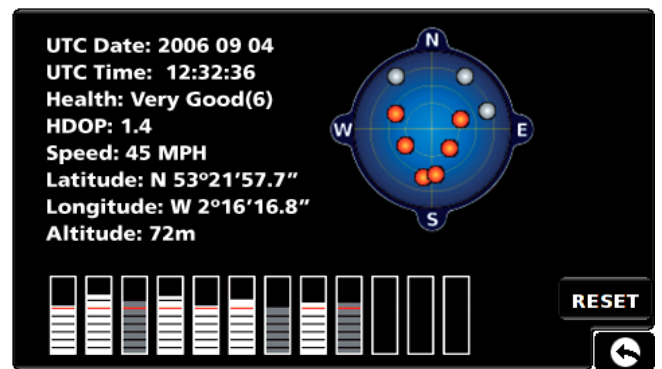 UTC Date: 2006 09 04
UTC Time: 12:32:36
Health: Very Good(6)
HDOP: 1.4
Speed: 45 MPH
Latitude: N 53º21’57.7”
Longitude: W 2º16’16.8”
Altitude: 72m
N
W
E
S
RESET